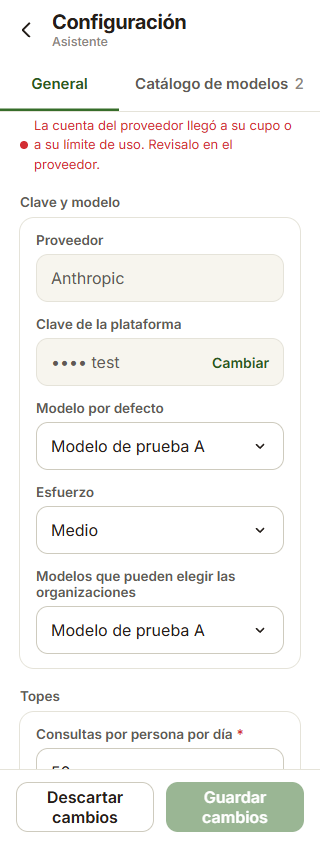 Configuración
Asistente
General
Catálogo de modelos 2
La cuenta del proveedor llegó a su cupo o
a su límite de uso. Revisalo en el
proveedor.
Clave y modelo
Proveedor
Anthropic
Clave de la plataforma
•••• test
Cambiar
Modelo por defecto
Modelo de prueba A
Esfuerzo
Medio
Modelos que pueden elegir las
organizaciones
Modelo de prueba A
Topes
Consultas por persona por día *
Descartar
cambios
Guardar
cambios